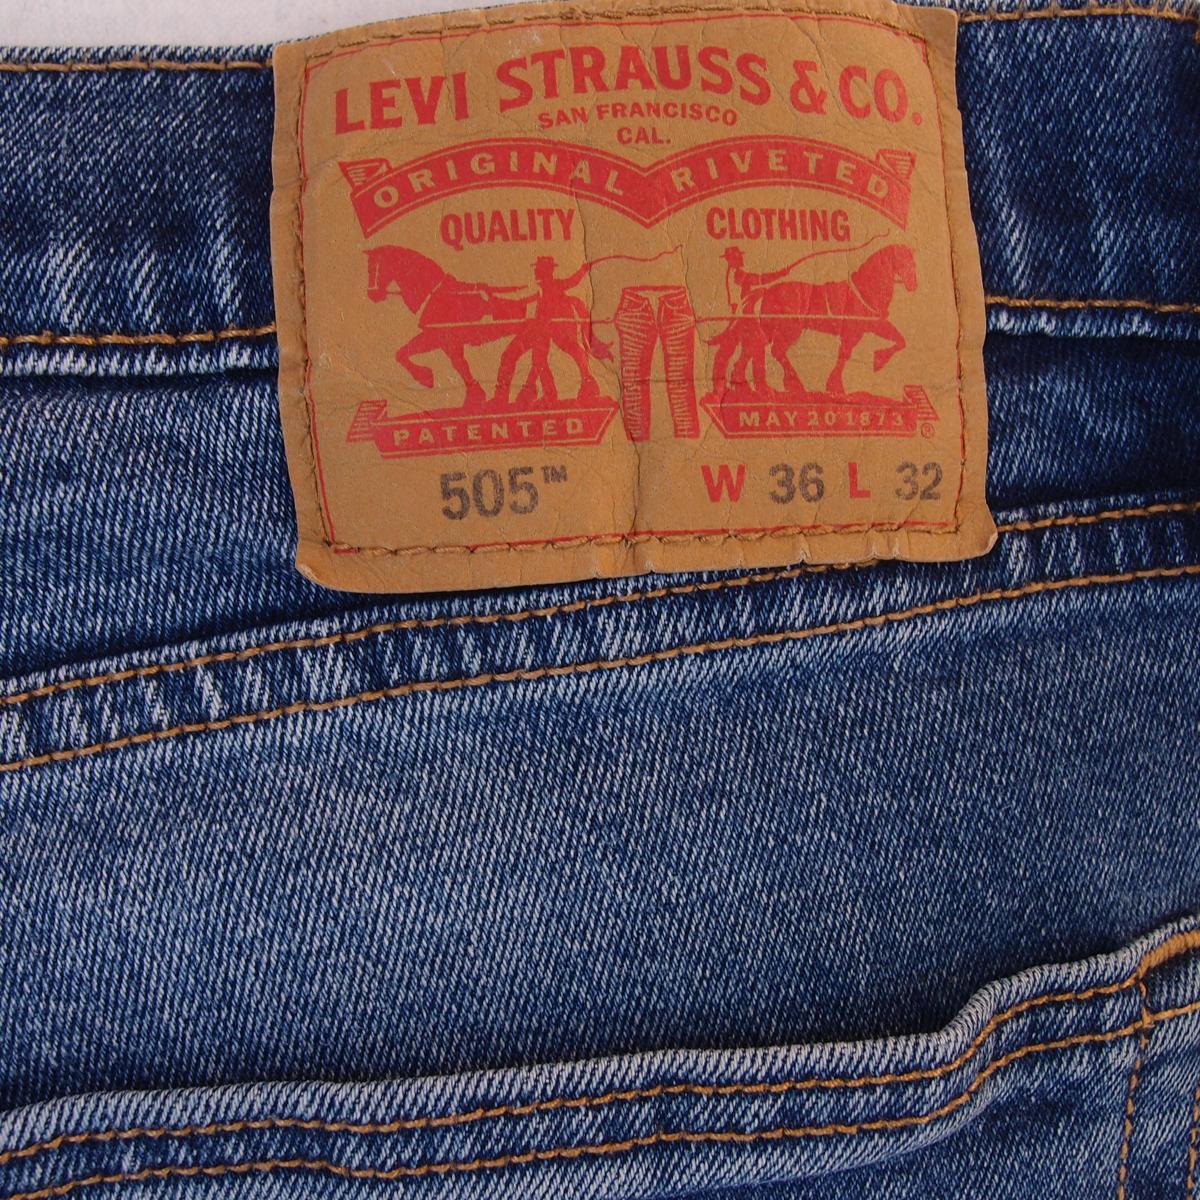 LEVI STRAUSS & CO.
SAN FRANCISCO
CAL.
ORIGINAL RIVETED
QUALITY CLOTHING
PATENTED MAY 20 1873 ®
505™ W 36 L 32